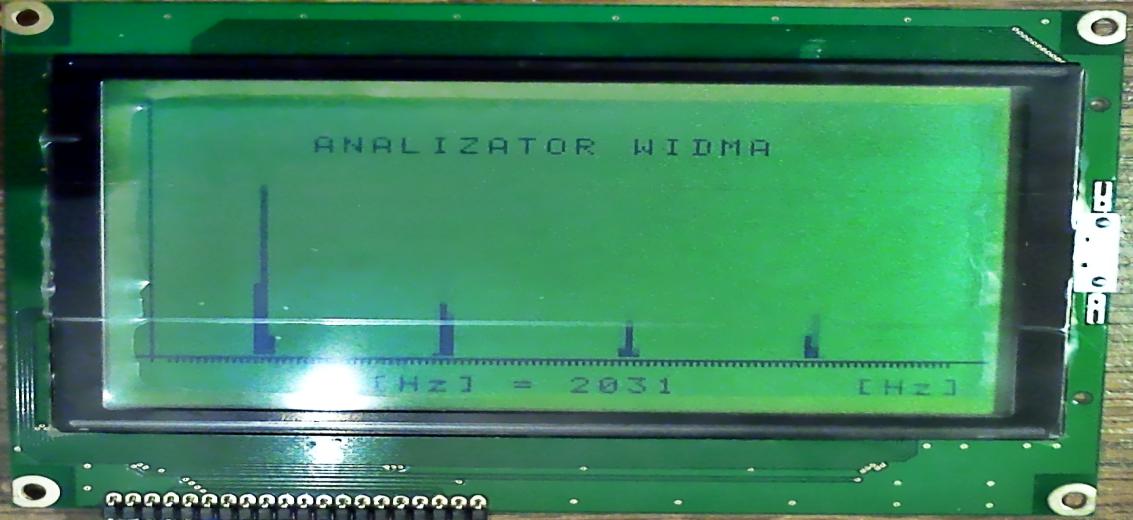 ANALIZATOR WIDMA
[Hz] = 2031 [Hz]